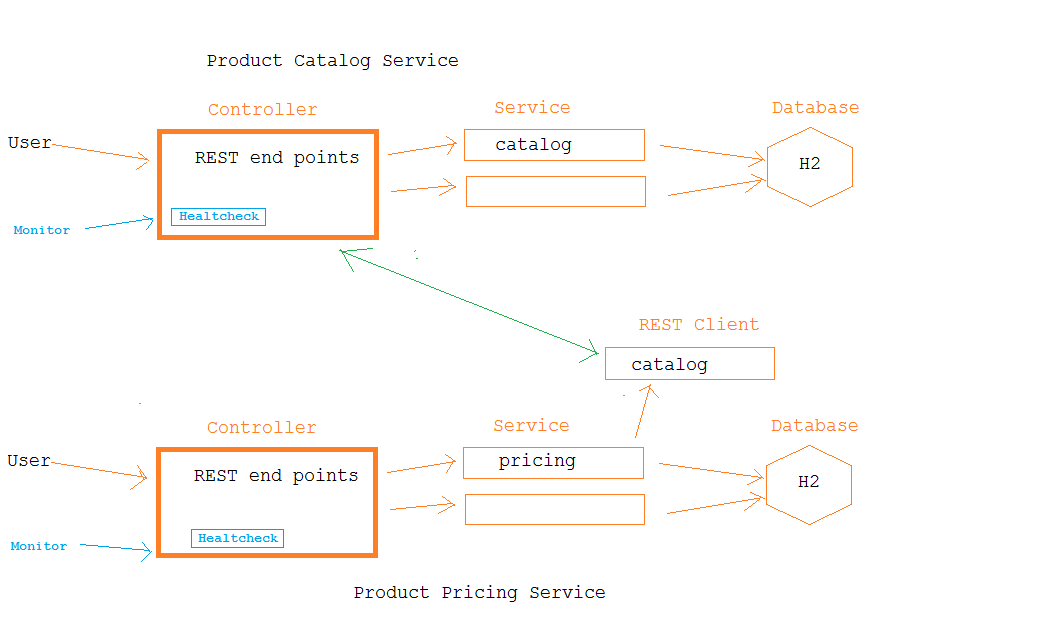 Product Catalog Service
Controller
Service
Database
User
REST end points
catalog
H2
Healtcheck
Monitor
REST Client
catalog
Controller
Service
Database
User
REST end points
pricing
H2
Healtcheck
Monitor
Product Pricing Service